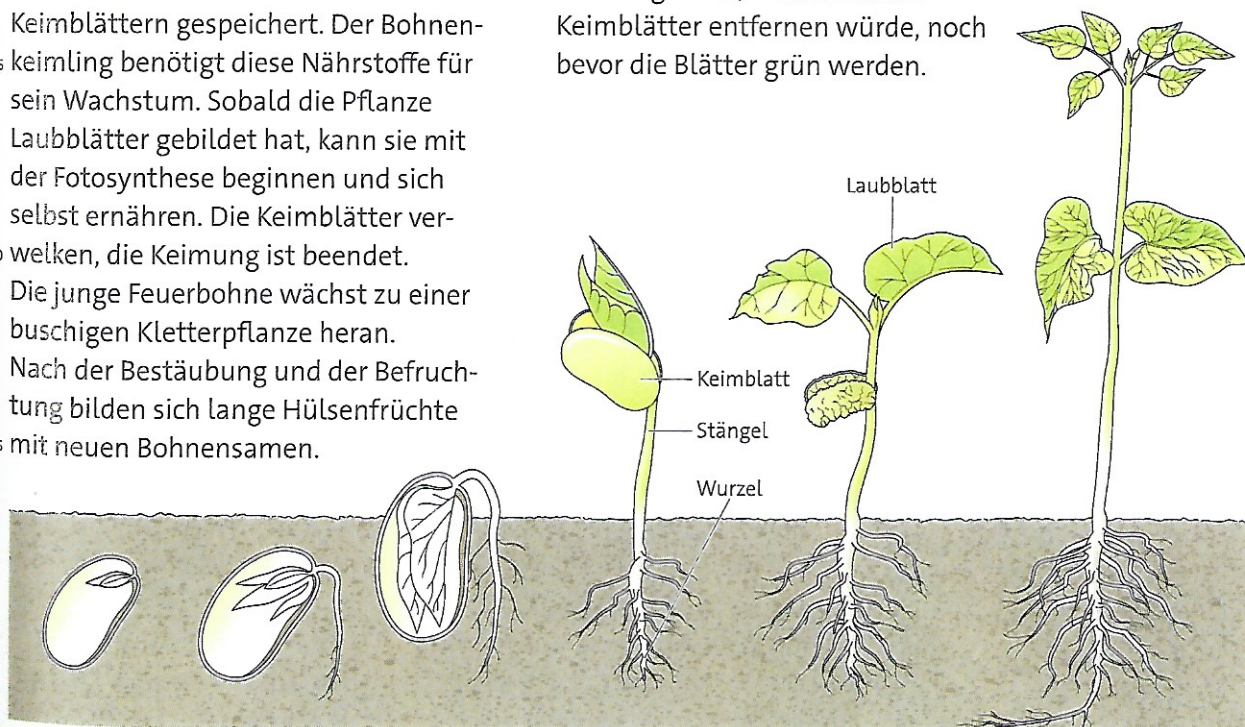 Keimblättern gespeichert. Der Bohnen-
keimling benötigt diese Nährstoffe für
sein Wachstum. Sobald die Pflanze
Laubblätter gebildet hat, kann sie mit
der Fotosynthese beginnen und sich
selbst ernähren. Die Keimblätter ver-
welken, die Keimung ist beendet.
Die junge Feuerbohne wächst zu einer
buschigen Kletterpflanze heran.
Nach der Bestäubung und der Befruch-
tung bilden sich lange Hülsenfrüchte
mit neuen Bohnensamen.
Keimblätter entfernen würde, noch
bevor die Blätter grün werden.
Laubblatt
Keimblatt
Stängel
Wurzel